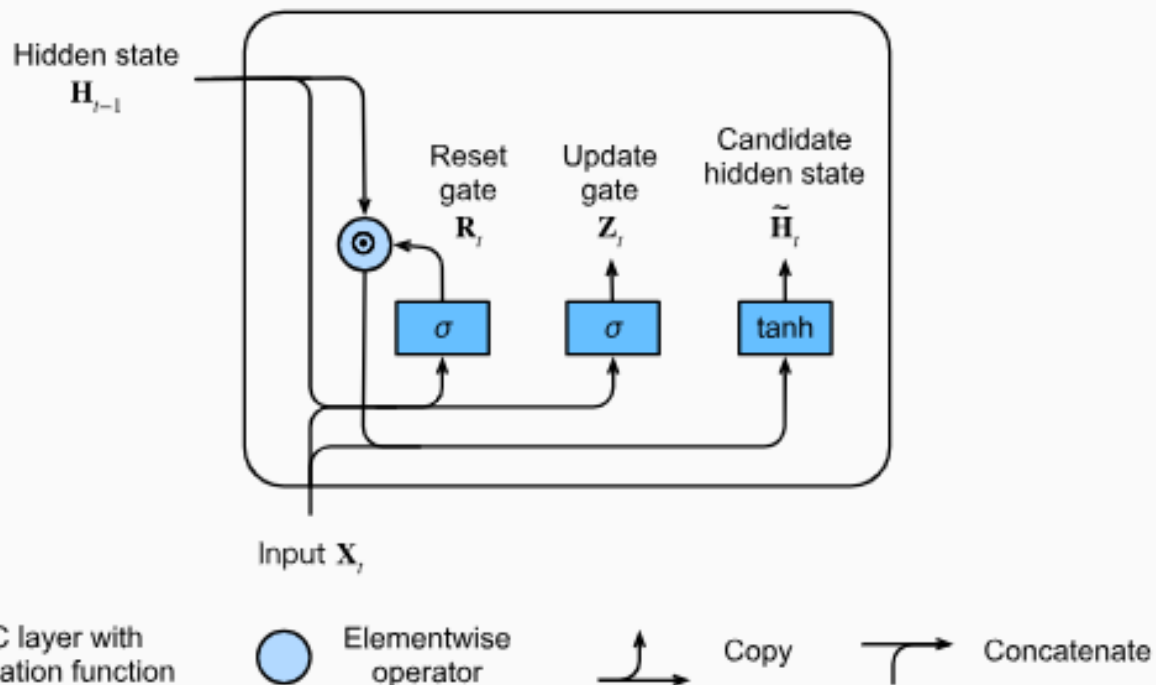 Hidden state
H_{t-1}
Reset
gate
R_t
Update
gate
Z_t
Candidate
hidden state
H̃_t
⊙
σ
σ
tanh
Input X_t
C layer with
ation function
Elementwise
operator
Copy
Concatenate